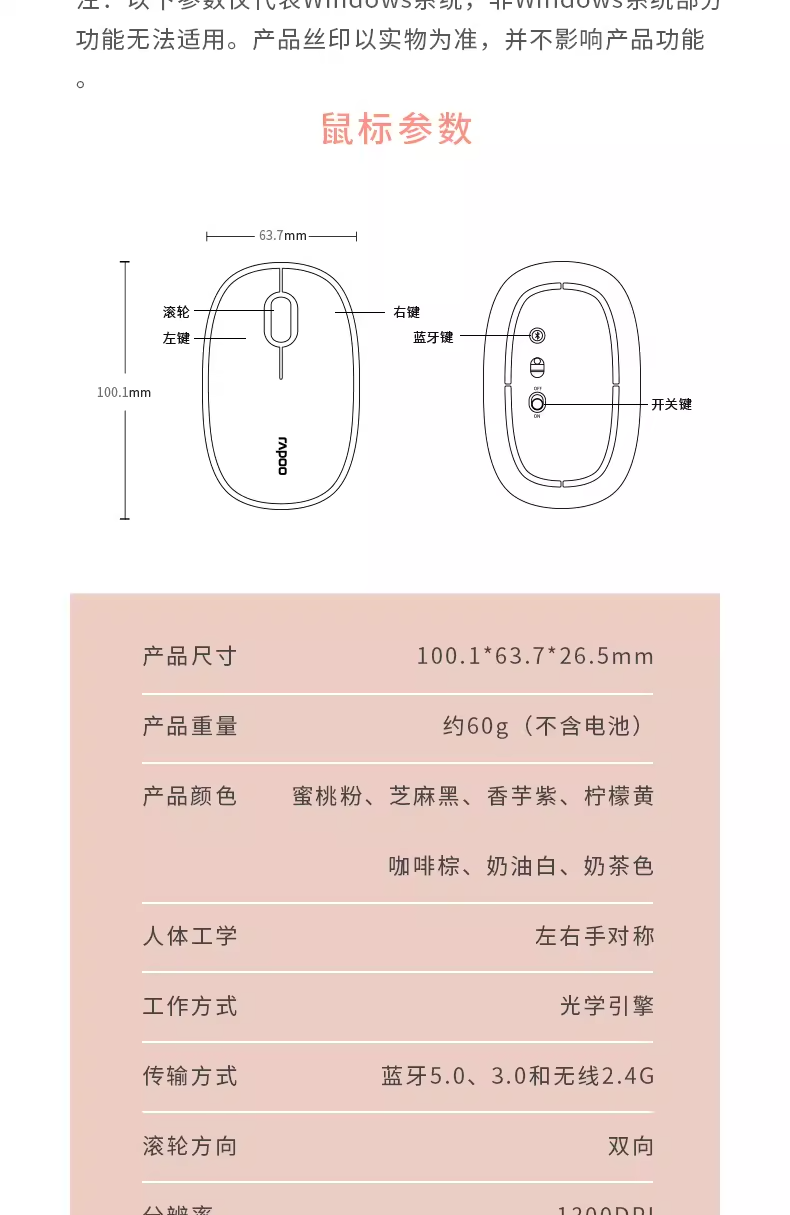 注：以下参数仅代表Windows系统，非Windows系统部分
功能无法适用。产品丝印以实物为准，并不影响产品功能
。
鼠标参数
63.7mm
滚轮
右键
左键
蓝牙键
100.1mm
OFF
开关键
ON
rapoo
产品尺寸 100.1*63.7*26.5mm
产品重量 约60g（不含电池）
产品颜色 蜜桃粉、芝麻黑、香芋紫、柠檬黄
咖啡棕、奶油白、奶茶色
人体工学 左右手对称
工作方式 光学引擎
传输方式 蓝牙5.0、3.0和无线2.4G
滚轮方向 双向
分辨率 1300DPI